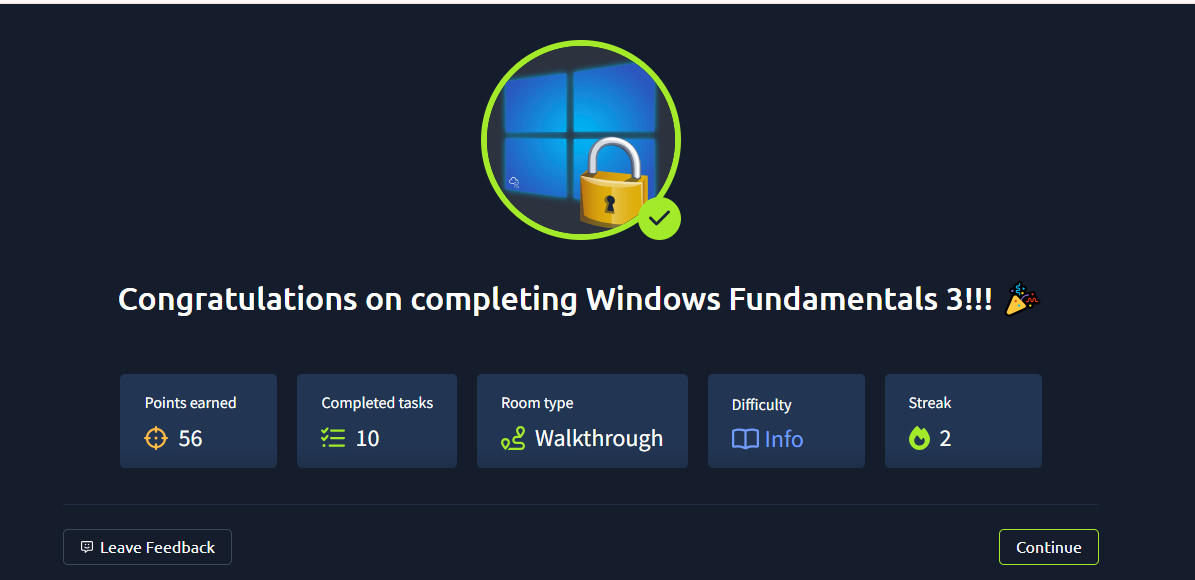 Congratulations on completing Windows Fundamentals 3!!! 🎉
Points earned
56
Completed tasks
10
Room type
Walkthrough
Difficulty
Info
Streak
2
Leave Feedback
Continue